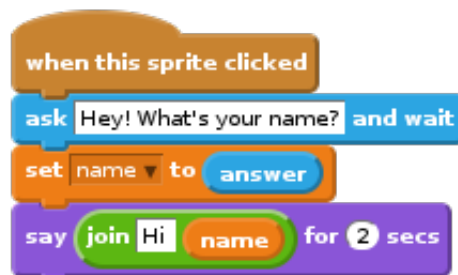 when this sprite clicked
ask Hey! What's your name? and wait
set name to answer
say join Hi name for 2 secs